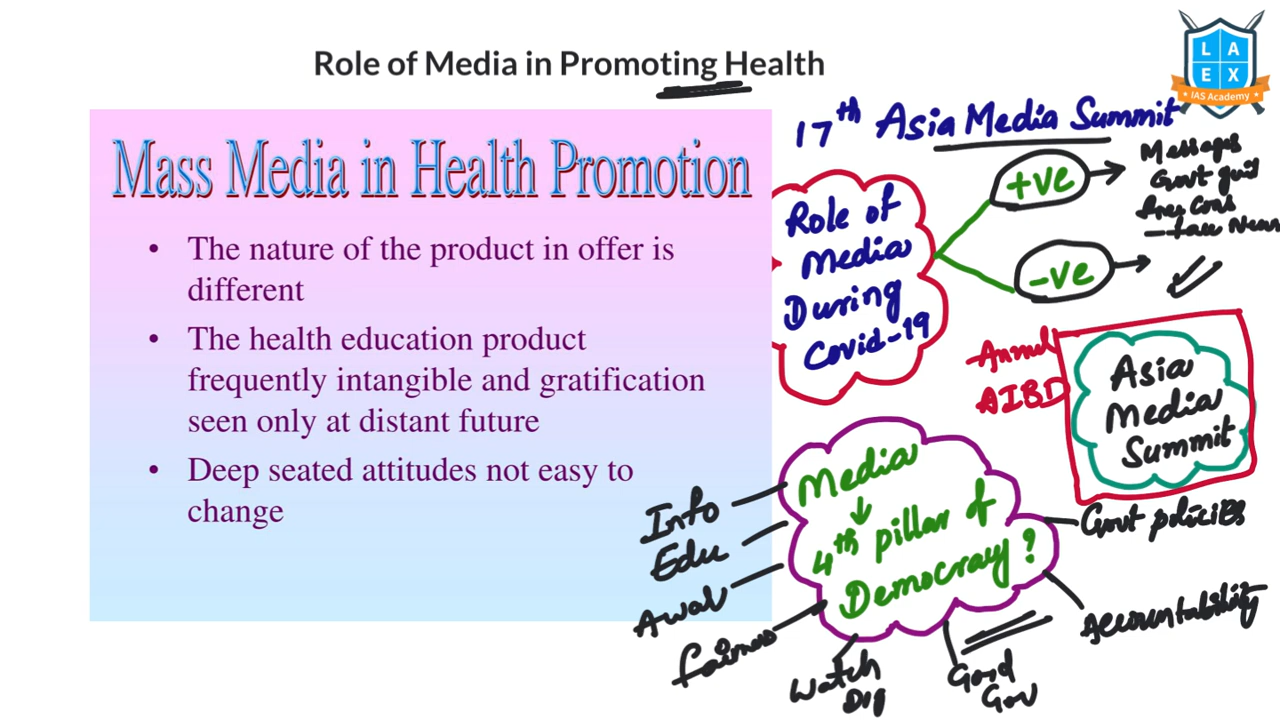 Role of Media in Promoting Health
L A
E X
IAS Academy
Mass Media in Health Promotion
• The nature of the product in offer is
different
• The health education product
frequently intangible and gratification
seen only at distant future
• Deep seated attitudes not easy to
change
17th Asia Media Summit
Role of
Media
During
Covid-19
+ve
Messages
Govt
-ve
AIBD
Asia
Media
Summit
Media
4th pillar of
Democracy?
Info
Edu
Fairness
Watch
Dog
Good
Gov
Accountability
Govt policies